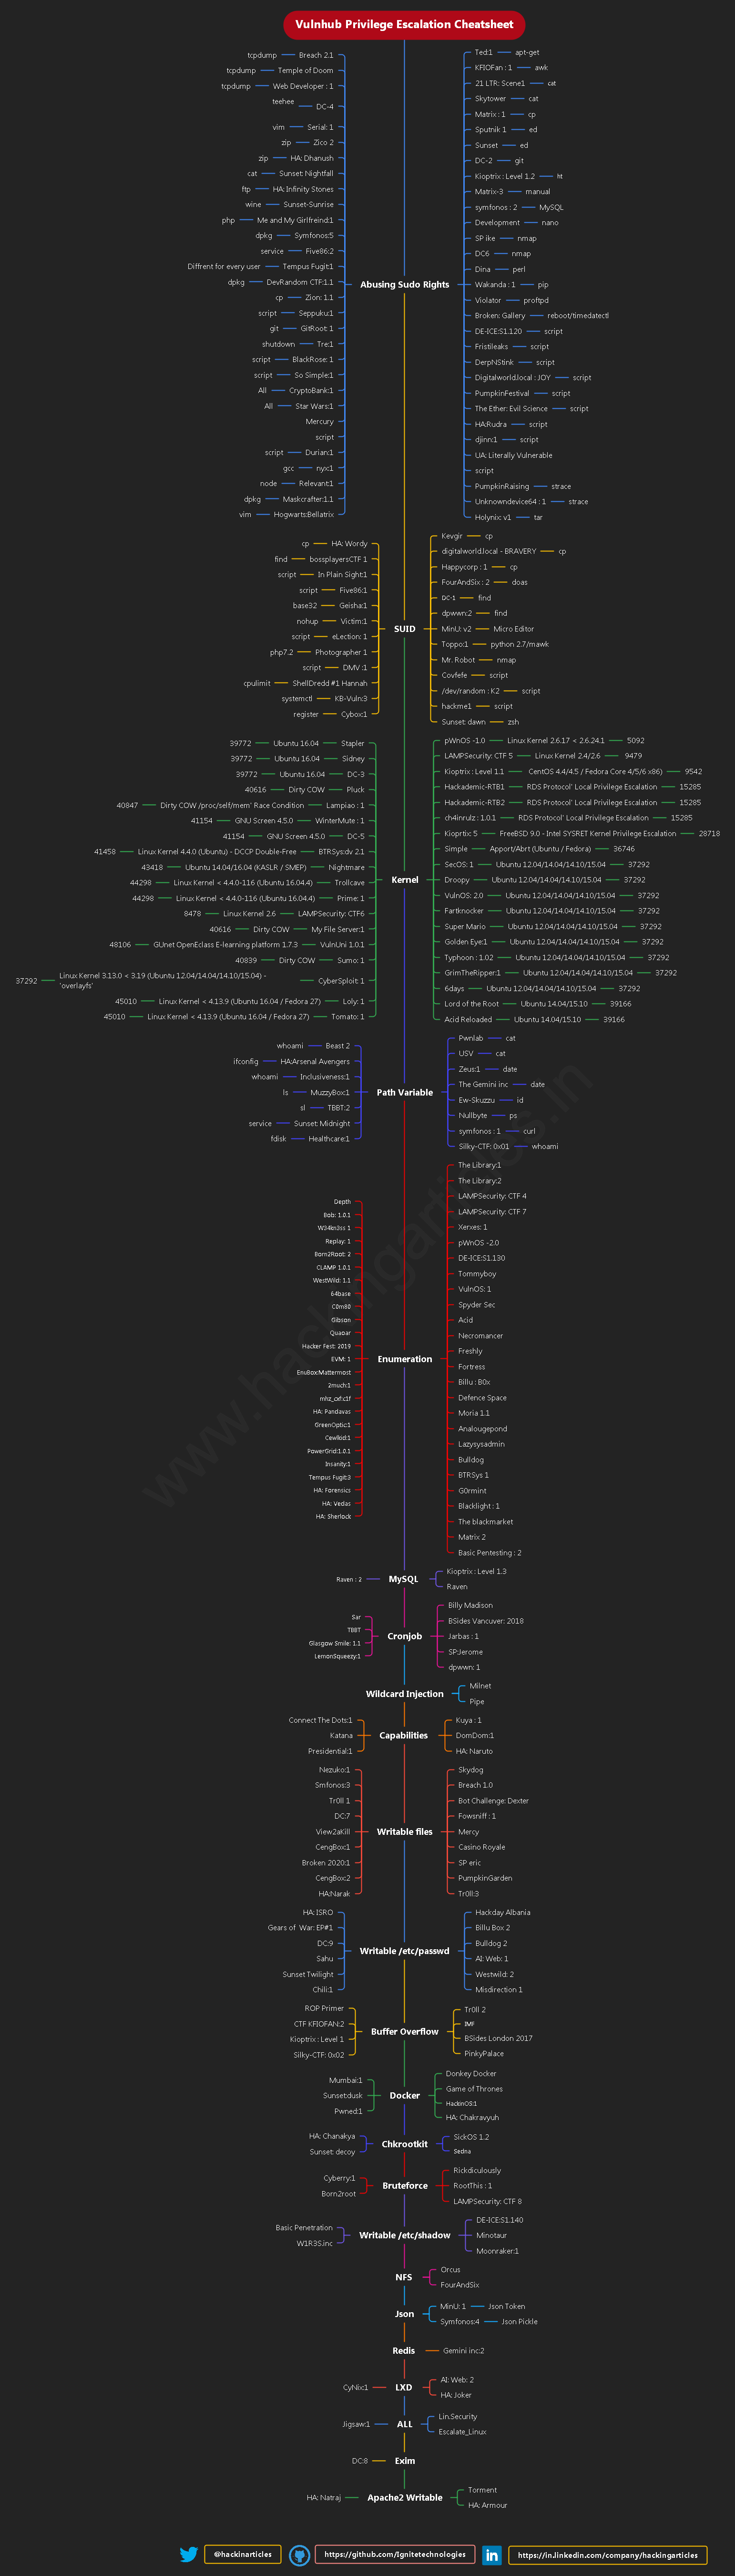 Vulnhub Privilege Escalation Cheatsheet
Abusing Sudo Rights
tcpdump Breach 2.1
tcpdump Temple of Doom
tcpdump Web Developer : 1
teehee DC-4
vim Serial: 1
zip Zico 2
zip HA: Dhanush
cat Sunset: Nightfall
ftp HA: Infinity Stones
wine Sunset-Sunrise
php Me and My Girlfreind:1
dpkg Symfonos:5
service Five86:2
Diffrent for every user Tempus Fugit:1
dpkg DevRandom CTF:1.1
cp Zion: 1.1
script Seppuku:1
git GitRoot: 1
shutdown Tre:1
script BlackRose: 1
script So Simple:1
All CryptoBank:1
All Star Wars:1
Mercury
script
script Durian:1
gcc nyx:1
node Relevant:1
dpkg Maskcrafter:1.1
vim Hogwarts:Bellatrix
Ted:1 apt-get
KFIOFan : 1 awk
21 LTR: Scene1 cat
Skytower cat
Matrix : 1 cp
Sputnik 1 ed
Sunset ed
DC-2 git
Kioptrix : Level 1.2 ht
Matrix-3 manual
symfonos : 2 MySQL
Development nano
SP ike nmap
DC6 nmap
Dina perl
Wakanda : 1 pip
Violator proftpd
Broken: Gallery reboot/timedatectl
DE-ICE:S1.120 script
Fristileaks script
DerpNStink script
Digitalworld.local : JOY script
PumpkinFestival script
The Ether: Evil Science script
HA:Rudra script
djinn:1 script
UA: Literally Vulnerable
script
PumpkinRaising strace
Unknowndevice64 : 1 strace
Holynix: v1 tar
SUID
cp HA: Wordy
find bossplayersCTF 1
script In Plain Sight:1
script Five86:1
base32 Geisha:1
nohup Victim:1
script eLection: 1
php7.2 Photographer 1
script DMV :1
cpulimit ShellDredd #1 Hannah
systemctl KB-Vuln:3
register Cybox:1
Kevgir cp
digitalworld.local - BRAVERY cp
Happycorp : 1 cp
FourAndSix : 2 doas
DC-1 find
dpwwn:2 find
MinU: v2 Micro Editor
Toppo:1 python 2.7/mawk
Mr. Robot nmap
Covfefe script
/dev/random : K2 script
hackme1 script
Sunset: dawn zsh
Kernel
39772 Ubuntu 16.04 Stapler
39772 Ubuntu 16.04 Sidney
39772 Ubuntu 16.04 DC-3
40616 Dirty COW Pluck
40847 Dirty COW /proc/self/mem' Race Condition Lampiao : 1
41154 GNU Screen 4.5.0 WinterMute : 1
41154 GNU Screen 4.5.0 DC-5
41458 Linux Kernel 4.4.0 (Ubuntu) - DCCP Double-Free BTRSys:dv 2.1
43418 Ubuntu 14.04/16.04 (KASLR / SMEP) Nightmare
44298 Linux Kernel < 4.4.0-116 (Ubuntu 16.04.4) Trollcave
44298 Linux Kernel < 4.4.0-116 (Ubuntu 16.04.4) Prime: 1
8478 Linux Kernel 2.6 LAMPSecurity: CTF6
40616 Dirty COW My File Server:1
48106 GUnet OpenEclass E-learning platform 1.7.3 VulnUni 1.0.1
40839 Dirty COW Sumo: 1
37292 Linux Kernel 3.13.0 < 3.19 (Ubuntu 12.04/14.04/14.10/15.04) -
'overlayfs' CyberSploit: 1
45010 Linux Kernel < 4.13.9 (Ubuntu 16.04 / Fedora 27) Loly: 1
45010 Linux Kernel < 4.13.9 (Ubuntu 16.04 / Fedora 27) Tomato: 1
pWnOS -1.0 Linux Kernel 2.6.17 < 2.6.24.1 5092
LAMPSecurity: CTF 5 Linux Kernel 2.4/2.6 9479
Kioptrix : Level 1.1 CentOS 4.4/4.5 / Fedora Core 4/5/6 x86) 9542
Hackademic-RTB1 RDS Protocol' Local Privilege Escalation 15285
Hackademic-RTB2 RDS Protocol' Local Privilege Escalation 15285
ch4inrulz : 1.0.1 RDS Protocol' Local Privilege Escalation 15285
Kioprtix: 5 FreeBSD 9.0 - Intel SYSRET Kernel Privilege Escalation 28718
Simple Apport/Abrt (Ubuntu / Fedora) 36746
SecOS: 1 Ubuntu 12.04/14.04/14.10/15.04 37292
Droopy Ubuntu 12.04/14.04/14.10/15.04 37292
VulnOS: 2.0 Ubuntu 12.04/14.04/14.10/15.04 37292
Fartknocker Ubuntu 12.04/14.04/14.10/15.04 37292
Super Mario Ubuntu 12.04/14.04/14.10/15.04 37292
Golden Eye:1 Ubuntu 12.04/14.04/14.10/15.04 37292
Typhoon : 1.02 Ubuntu 12.04/14.04/14.10/15.04 37292
GrimTheRipper:1 Ubuntu 12.04/14.04/14.10/15.04 37292
6days Ubuntu 12.04/14.04/14.10/15.04 37292
Lord of the Root Ubuntu 14.04/15.10 39166
Acid Reloaded Ubuntu 14.04/15.10 39166
Path Variable
whoami Beast 2
ifconfig HA:Arsenal Avengers
whoami Inclusiveness:1
ls MuzzyBox:1
sl TBBT:2
service Sunset: Midnight
fdisk Healthcare:1
Pwnlab cat
USV cat
Zeus:1 date
The Gemini inc date
Ew-Skuzzu id
Nullbyte ps
symfonos : 1 curl
Silky-CTF: 0x01 whoami
Enumeration
Depth
Bob: 1.0.1
W34kn3ss 1
Replay: 1
Born2Root: 2
CLAMP 1.0.1
WestWild: 1.1
64base
C0m80
Gibson
Quaoar
Hacker Fest: 2019
EVM: 1
EnuBox:Mattermost
2much:1
mhz_cxf:c1f
HA: Pandavas
GreenOptic:1
Cewlkid:1
PowerGrid:1.0.1
Insanity:1
Tempus Fugit:3
HA: Forensics
HA: Vedas
HA: Sherlock
The Library:1
The Library:2
LAMPSecurity: CTF 4
LAMPSecurity: CTF 7
Xerxes: 1
pWnOS -2.0
DE-ICE:S1.130
Tommyboy
VulnOS: 1
Spyder Sec
Acid
Necromancer
Freshly
Fortress
Billu : B0x
Defence Space
Moria 1.1
Analougepond
Lazysysadmin
Bulldog
BTRSys 1
G0rmint
Blacklight : 1
The blackmarket
Matrix 2
Basic Pentesting : 2
www.hackingarticles.in
MySQL
Raven : 2
Kioptrix : Level 1.3
Raven
Cronjob
Sar
TBBT
Glasgow Smile: 1.1
LemonSqueezy:1
Billy Madison
BSides Vancuver: 2018
Jarbas : 1
SP:Jerome
dpwwn: 1
Wildcard Injection
Milnet
Pipe
Capabilities
Connect The Dots:1
Katana
Presidential:1
Kuya : 1
DomDom:1
HA: Naruto
Writable files
Nezuko:1
Smfonos:3
Tr0ll 1
DC:7
View2aKill
CengBox:1
Broken 2020:1
CengBox:2
HA:Narak
Skydog
Breach 1.0
Bot Challenge: Dexter
Fowsniff : 1
Mercy
Casino Royale
SP eric
PumpkinGarden
Tr0ll:3
Writable /etc/passwd
HA: ISRO
Gears of War: EP#1
DC:9
Sahu
Sunset Twilight
Chili:1
Hackday Albania
Billu Box 2
Bulldog 2
AI: Web: 1
Westwild: 2
Misdirection 1
Buffer Overflow
ROP Primer
CTF KFIOFAN:2
Kioptrix : Level 1
Silky-CTF: 0x02
Tr0ll 2
IMF
BSides London 2017
PinkyPalace
Docker
Mumbai:1
Sunset:dusk
Pwned:1
Donkey Docker
Game of Thrones
HackinOS:1
HA: Chakravyuh
Chkrootkit
HA: Chanakya
Sunset: decoy
SickOS 1.2
Sedna
Bruteforce
Cyberry:1
Born2root
Rickdiculously
RootThis : 1
LAMPSecurity: CTF 8
Writable /etc/shadow
Basic Penetration
W1R3S.inc
DE-ICE:S1.140
Minotaur
Moonraker:1
NFS
Orcus
FourAndSix
Json
MinU: 1 Json Token
Symfonos:4 Json Pickle
Redis
Gemini inc:2
LXD
CyNix:1
AI: Web: 2
HA: Joker
ALL
Jigsaw:1
Lin.Security
Escalate_Linux
Exim
DC:8
Apache2 Writable
HA: Natraj
Torment
HA: Armour
@hackinarticles
https://github.com/Ignitetechnologies
in
https://in.linkedin.com/company/hackingarticles